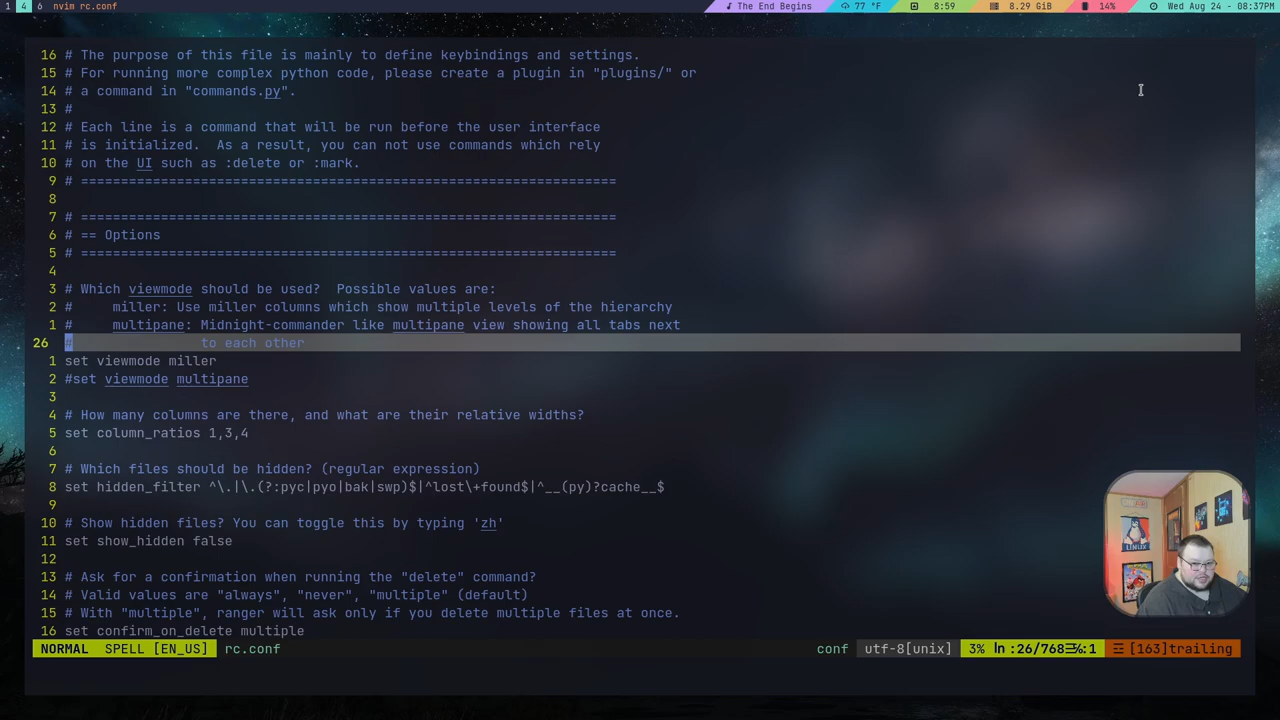 1 4 6 nvim rc.conf The End Begins 77 °F 8:59 8.29 GiB 14% Wed Aug 24 - 08:37PM
16 # The purpose of this file is mainly to define keybindings and settings.
15 # For running more complex python code, please create a plugin in "plugins/" or
14 # a command in "commands.py".
13 #
12 # Each line is a command that will be run before the user interface
11 # is initialized.  As a result, you can not use commands which rely
10 # on the UI such as :delete or :mark.
9 # ===================================================================
8
7 # ===================================================================
6 # == Options
5 # ===================================================================
4
3 # Which viewmode should be used?  Possible values are:
2 #     miller: Use miller columns which show multiple levels of the hierarchy
1 #     multipane: Midnight-commander like multipane view showing all tabs next
26 #                to each other
1 set viewmode miller
2 #set viewmode multipane
3
4 # How many columns are there, and what are their relative widths?
5 set column_ratios 1,3,4
6
7 # Which files should be hidden? (regular expression)
8 set hidden_filter ^\.|\.(?:pyc|pyo|bak|swp)$|^lost\+found$|^__(py)?cache__$
9
10 # Show hidden files? You can toggle this by typing 'zh'
11 set show_hidden false
12
13 # Ask for a confirmation when running the "delete" command?
14 # Valid values are "always", "never", "multiple" (default)
15 # With "multiple", ranger will ask only if you delete multiple files at once.
16 set confirm_on_delete multiple
NORMAL SPELL [EN_US] rc.conf conf utf-8[unix] 3% ln :26/768☰℅:1 ☲ [163]trailing
LINUX